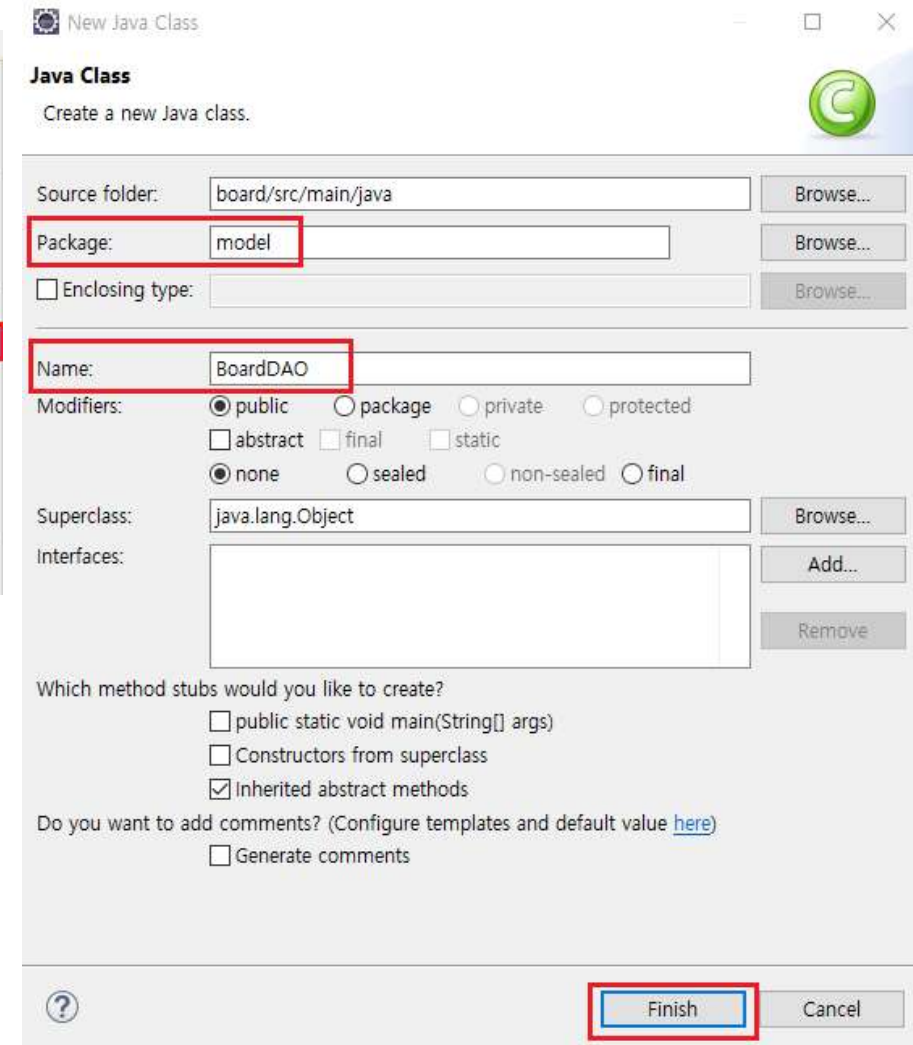 New Java Class
Java Class
Create a new Java class.
Source folder: board/src/main/java Browse...
Package: model Browse...
Enclosing type: Browse...
Name: BoardDAO
Modifiers: public package private protected
abstract final static
none sealed non-sealed final
Superclass: java.lang.Object Browse...
Interfaces: Add...
Remove
Which method stubs would you like to create?
public static void main(String[] args)
Constructors from superclass
Inherited abstract methods
Do you want to add comments? (Configure templates and default value here)
Generate comments
Finish Cancel